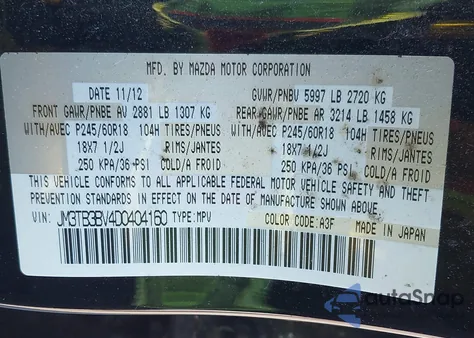 MFD. BY MAZDA MOTOR CORPORATION
DATE 11/12 GVWR/PNBV 5997 LB 2720 KG
FRONT GAWR/PNBE AV 2881 LB 1307 KG REAR GAWR/PNBE AR 3214 LB 1458 KG
WITH/AVEC P245/60R18 104H TIRES/PNEUS WITH/AVEC P245/60R18 104H TIRES/PNEUS
18X7 1/2J RIMS/JANTES 18X7 1/2J RIMS/JANTES
250 KPA/36 PSI COLD/A FROID 250 KPA/36 PSI COLD/A FROID
THIS VEHICLE CONFORMS TO ALL APPLICABLE FEDERAL MOTOR VEHICLE SAFETY AND THEFT
PREVENTION STANDARDS IN EFFECT ON THE DATE OF MANUFACTURE SHOWN ABOVE.
VIN: JM3TB3BV4D0404160 TYPE: MPV COLOR CODE: A3F MADE IN JAPAN
autoSnap